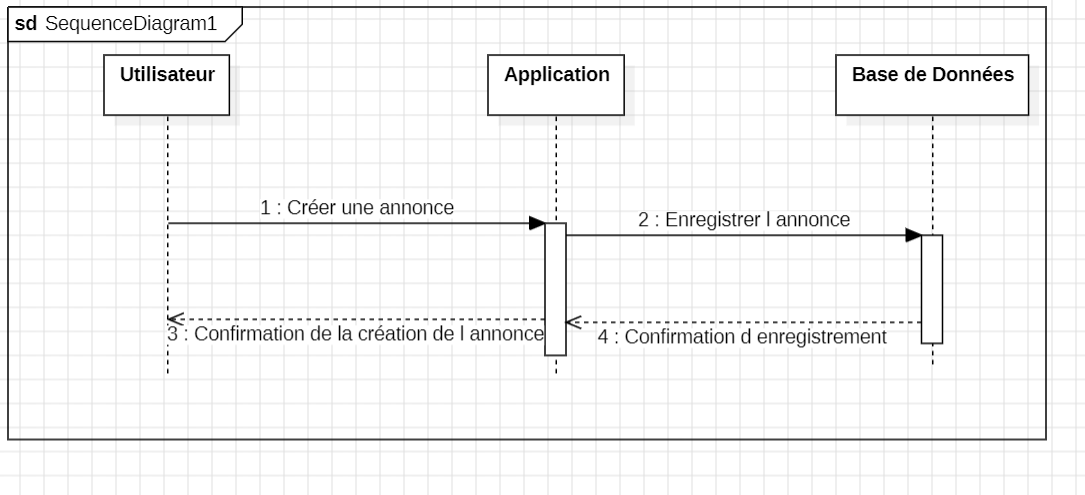 sd SequenceDiagram1
Utilisateur
Application
Base de Données
1 : Créer une annonce
2 : Enregistrer l annonce
3 : Confirmation de la création de l annonce
4 : Confirmation d enregistrement